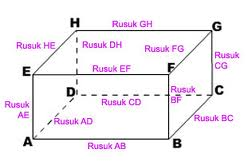 H
Rusuk GH
G
Rusuk HE
Rusuk DH
Rusuk FG
Rusuk
CG
E
Rusuk EF
F
Rusuk
AE
D
Rusuk CD
Rusuk
BF
C
Rusuk AD
Rusuk BC
A
Rusuk AB
B